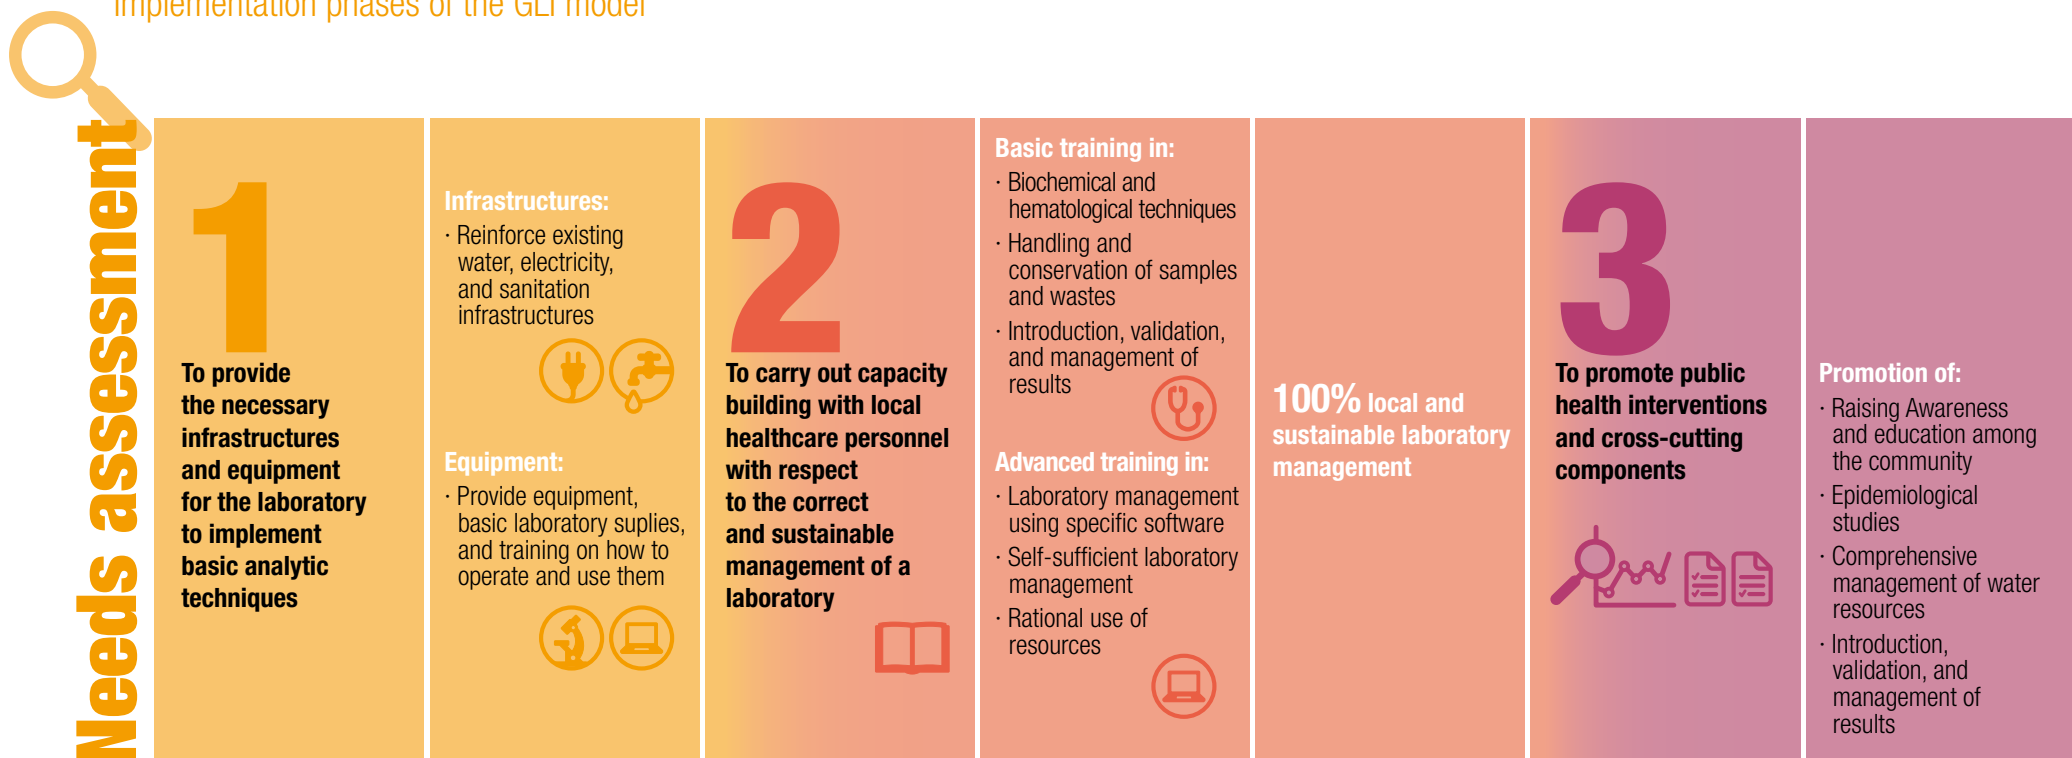 Implementation phases of the GLI model
Needs assessment
1
To provide
the necessary
infrastructures
and equipment
for the laboratory
to implement
basic analytic
techniques
Infrastructures:
· Reinforce existing
water, electricity,
and sanitation
infrastructures
Equipment:
· Provide equipment,
basic laboratory suplies,
and training on how to
operate and use them
2
To carry out capacity
building with local
healthcare personnel
with respect
to the correct
and sustainable
management of a
laboratory
Basic training in:
· Biochemical and
hematological techniques
· Handling and
conservation of samples
and wastes
· Introduction, validation,
and management of
results
Advanced training in:
· Laboratory management
using specific software
· Self-sufficient laboratory
management
· Rational use of
resources
100% local and
sustainable laboratory
management
3
To promote public
health interventions
and cross-cutting
components
Promotion of:
· Raising Awareness
and education among
the community
· Epidemiological
studies
· Comprehensive
management of water
resources
· Introduction,
validation, and
management of
results